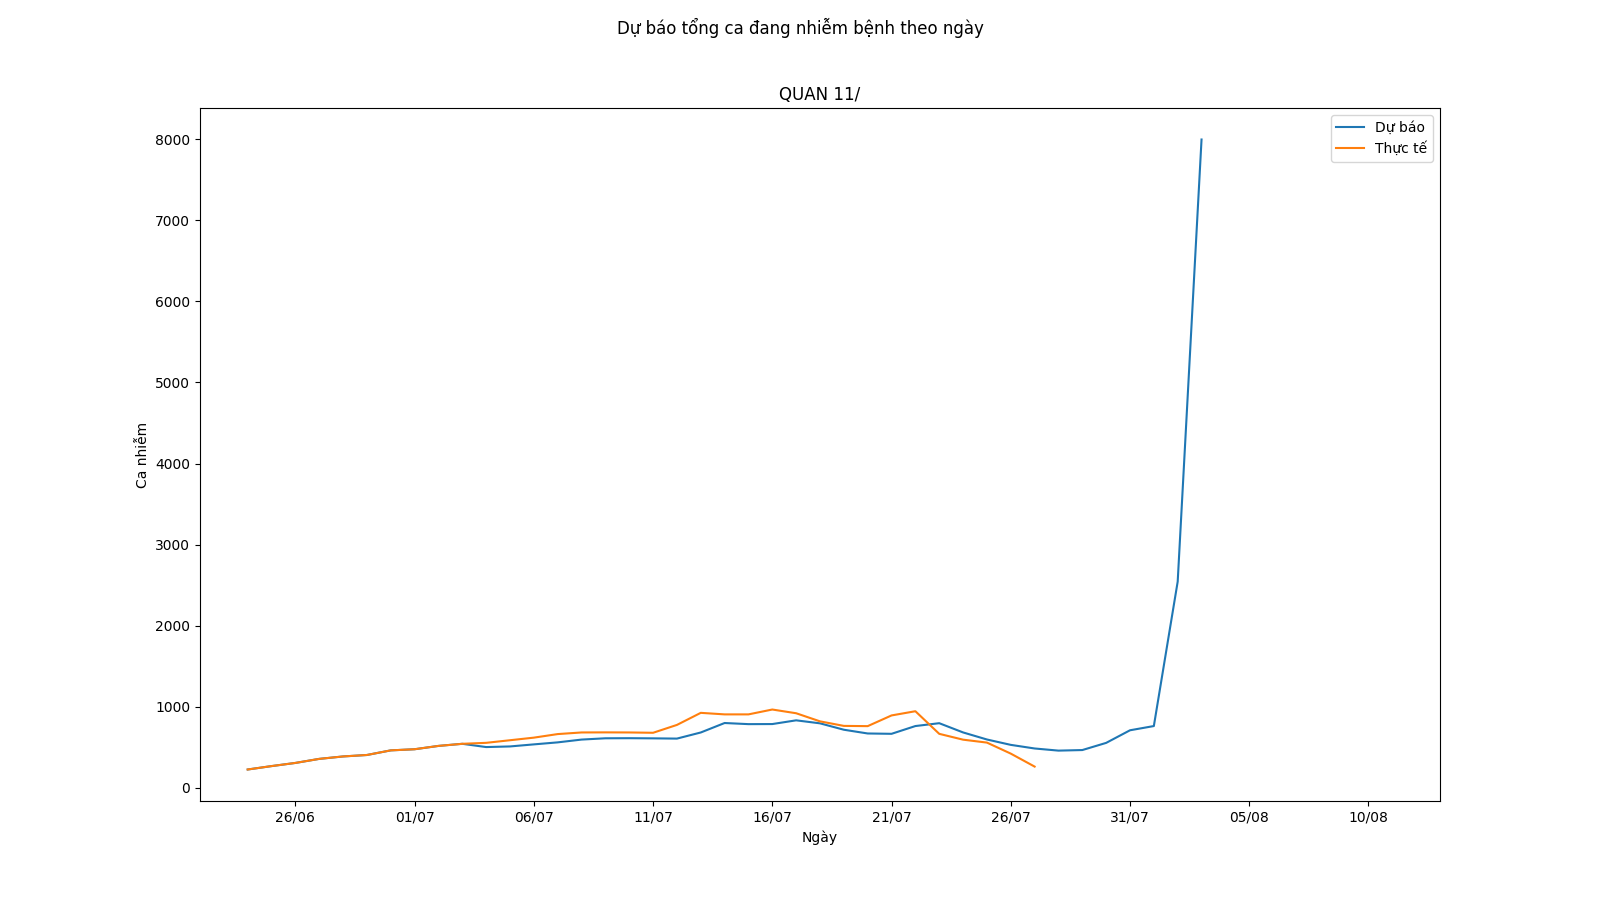 Dự báo tổng ca đang nhiễm bệnh theo ngày
QUAN 11/
Dự báo
Thực tế
8000
7000
6000
5000
4000
3000
2000
1000
0
Ca nhiễm
26/06 01/07 06/07 11/07 16/07 21/07 26/07 31/07 05/08 10/08
Ngày